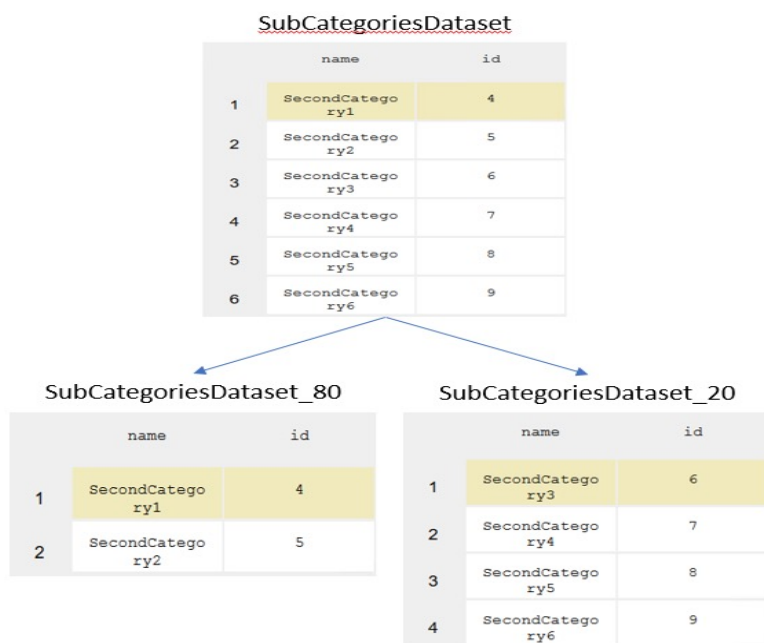 SubCategoriesDataset
name id
1 SecondCatego 4
ry1
2 SecondCatego 5
ry2
3 SecondCatego 6
ry3
4 SecondCatego 7
ry4
5 SecondCatego 8
ry5
6 SecondCatego 9
ry6
SubCategoriesDataset_80
name id
1 SecondCatego 4
ry1
2 SecondCatego 5
ry2
SubCategoriesDataset_20
name id
1 SecondCatego 6
ry3
2 SecondCatego 7
ry4
3 SecondCatego 8
ry5
4 SecondCatego 9
ry6